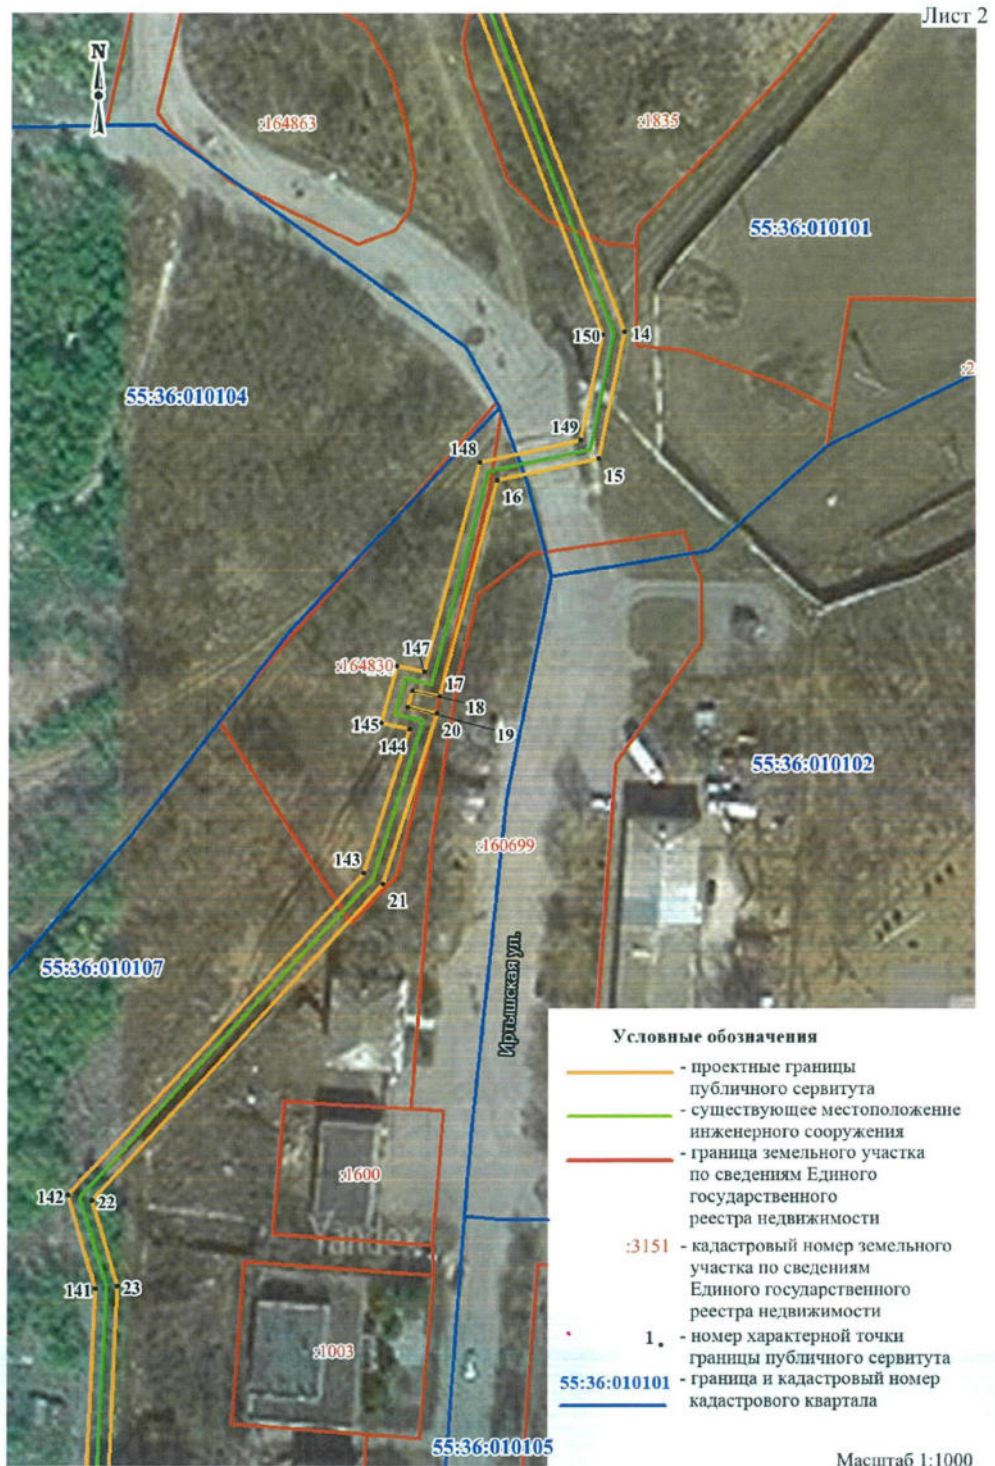 Лист 2
N
:164863
:1835
55:36:010101
150
14
:2
55:36:010104
149
148
15
16
147
:164830
17
18
145
20
19
144
55:36:010102
:160699
143
21
55:36:010107
Иртышская ул.
Условные обозначения
- проектные границы
публичного сервитута
- существующее местоположение
инженерного сооружения
- граница земельного участка
по сведениям Единого
государственного
реестра недвижимости
:3151 - кадастровый номер земельного
участка по сведениям
Единого государственного
реестра недвижимости
1. - номер характерной точки
границы публичного сервитута
55:36:010101 - граница и кадастровый номер
кадастрового квартала
:1600
142
22
Yandex
141
23
:1003
55:36:010105
Масштаб 1:1000